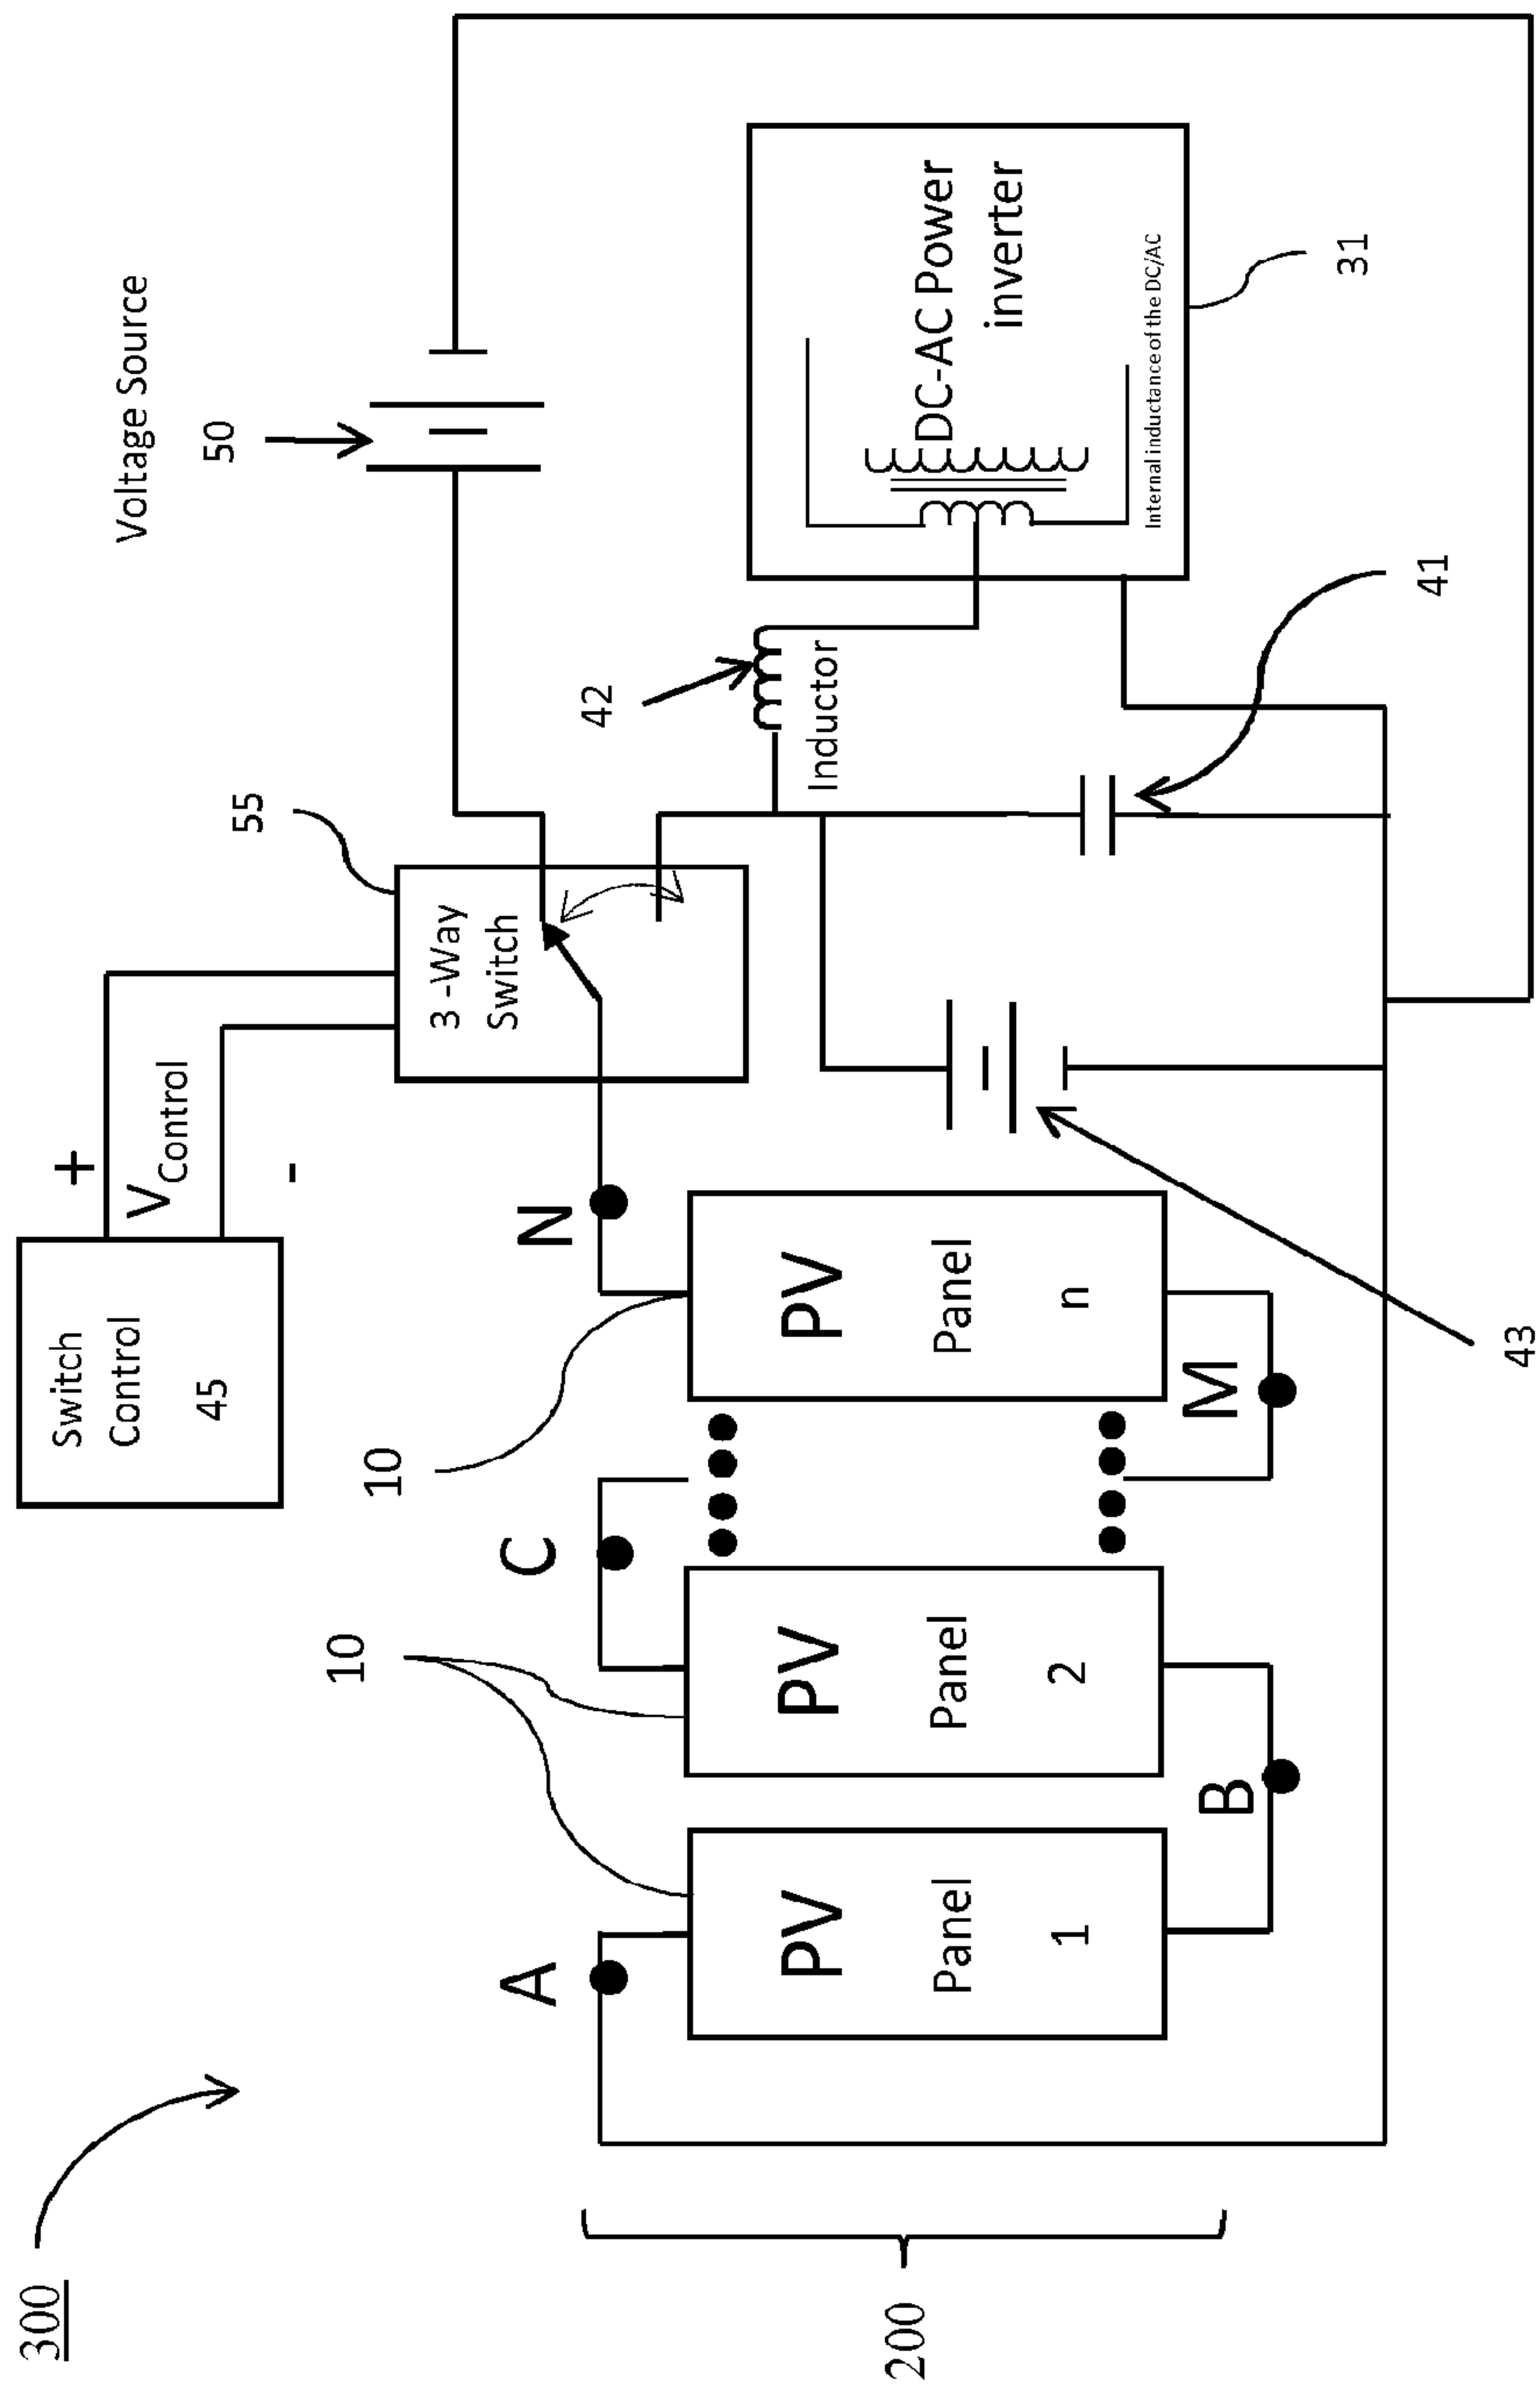 300
200
Switch
Control
45
+
VControl
-
55
3 -Way
Switch
Voltage Source
50
42
Inductor
DC-AC Power
inverter
Internal inductance of the DC/AC
31
41
43
A
10
C
10
N
PV
Panel
1
PV
Panel
2
PV
Panel
n
B
M